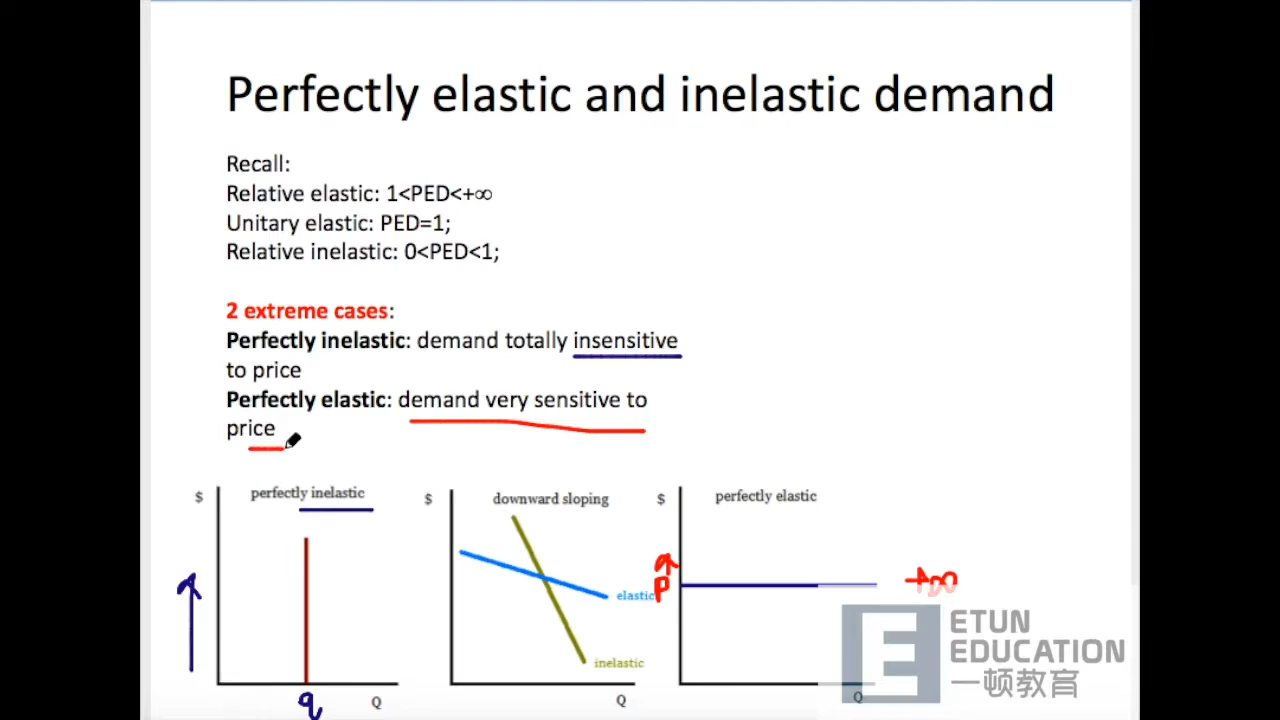 Perfectly elastic and inelastic demand
Recall:
Relative elastic: 1<PED<+∞
Unitary elastic: PED=1;
Relative inelastic: 0<PED<1;
2 extreme cases:
Perfectly inelastic: demand totally insensitive
to price
Perfectly elastic: demand very sensitive to
price
$ perfectly inelastic
q Q
$ downward sloping
elastic
inelastic
Q
$ perfectly elastic
P
+∞
Q
ETUN
EDUCATION
一顿教育